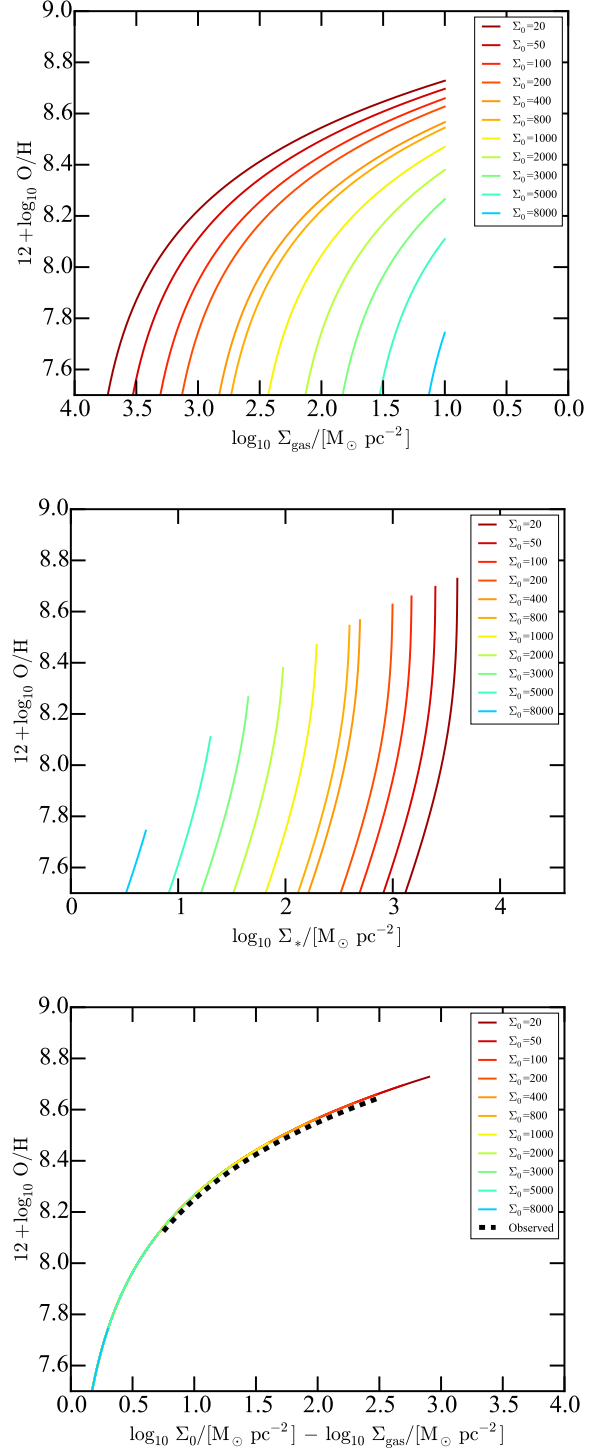 9.0
8.8
8.6
8.4
8.2
8.0
7.8
7.6
12+log₁₀ O/H
4.0 3.5 3.0 2.5 2.0 1.5 1.0 0.5 0.0
log₁₀ Σgas/[M⊙ pc⁻²]
Σ₀=20
Σ₀=50
Σ₀=100
Σ₀=200
Σ₀=400
Σ₀=800
Σ₀=1000
Σ₀=2000
Σ₀=3000
Σ₀=5000
Σ₀=8000
9.0
8.8
8.6
8.4
8.2
8.0
7.8
7.6
12+log₁₀ O/H
0 1 2 3 4
log₁₀ Σ*/[M⊙ pc⁻²]
Σ₀=20
Σ₀=50
Σ₀=100
Σ₀=200
Σ₀=400
Σ₀=800
Σ₀=1000
Σ₀=2000
Σ₀=3000
Σ₀=5000
Σ₀=8000
9.0
8.8
8.6
8.4
8.2
8.0
7.8
7.6
12+log₁₀ O/H
0.0 0.5 1.0 1.5 2.0 2.5 3.0 3.5 4.0
log₁₀ Σ₀/[M⊙ pc⁻²] − log₁₀ Σgas/[M⊙ pc⁻²]
Σ₀=20
Σ₀=50
Σ₀=100
Σ₀=200
Σ₀=400
Σ₀=800
Σ₀=1000
Σ₀=2000
Σ₀=3000
Σ₀=5000
Σ₀=8000
Observed